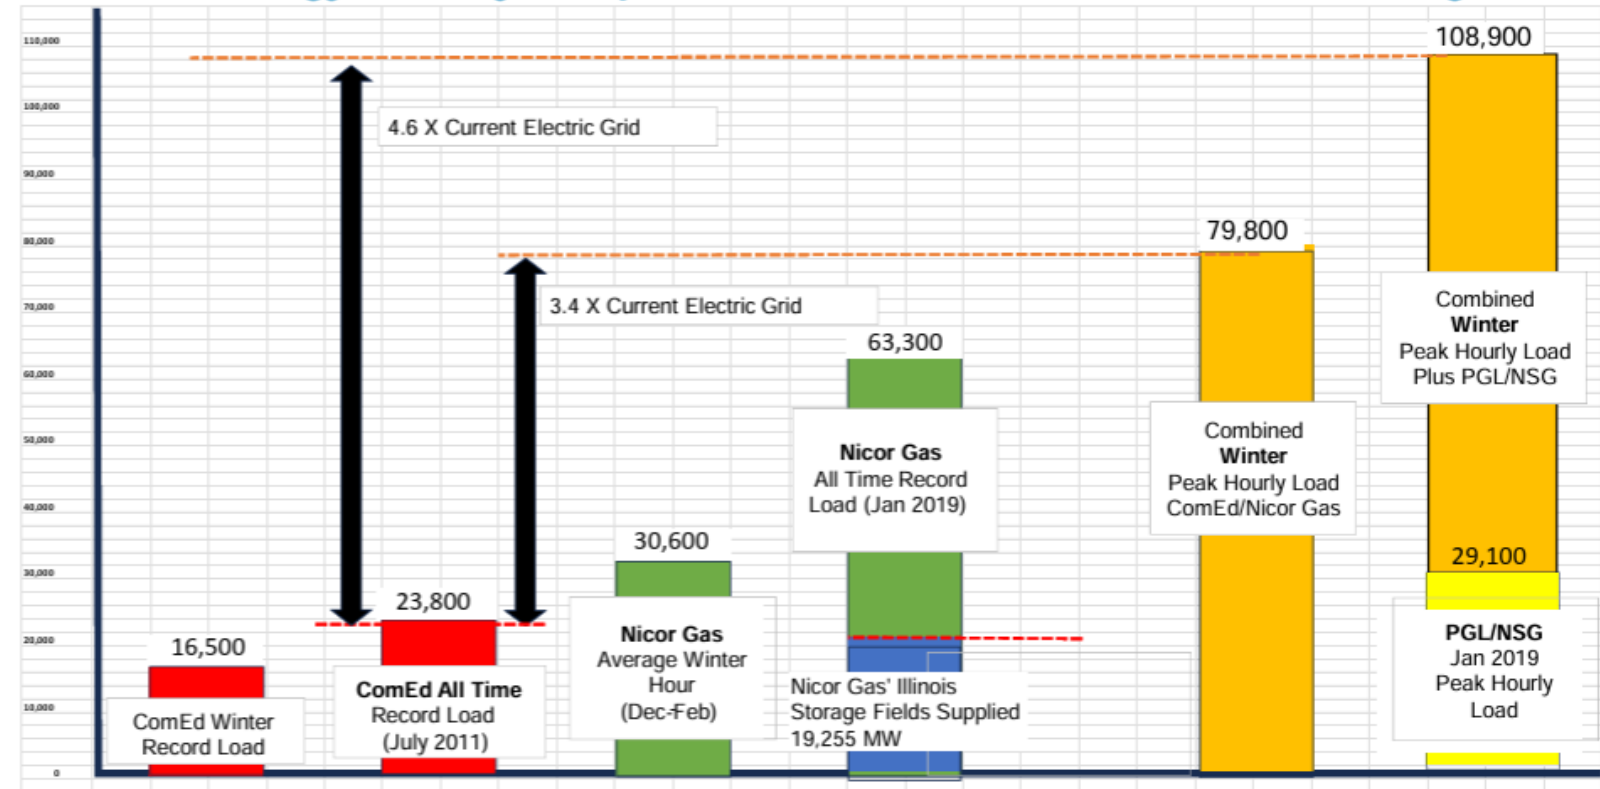 110,000
100,000
90,000
80,000
70,000
60,000
50,000
40,000
30,000
20,000
10,000
0
108,900
4.6 X Current Electric Grid
79,800
3.4 X Current Electric Grid
63,300
Combined
Winter
Peak Hourly Load
Plus PGL/NSG
Combined
Winter
Peak Hourly Load
ComEd/Nicor Gas
Nicor Gas
All Time Record
Load (Jan 2019)
30,600
29,100
23,800
16,500
Nicor Gas
Average Winter
Hour
(Dec-Feb)
PGL/NSG
Jan 2019
Peak Hourly
Load
ComEd All Time
Record Load
(July 2011)
Nicor Gas' Illinois
Storage Fields Supplied
19,255 MW
ComEd Winter
Record Load